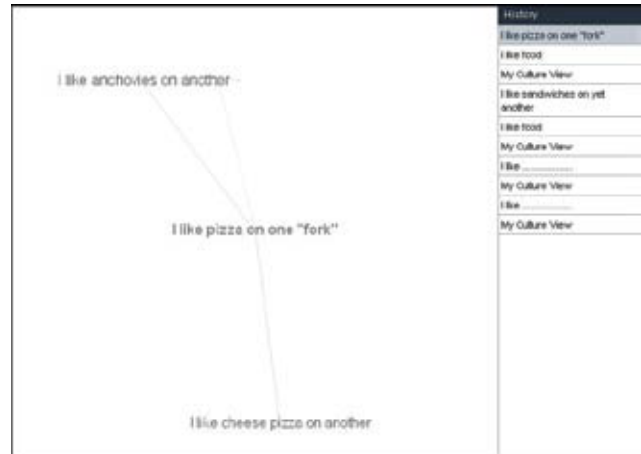 I like anchovies on another
I like pizza on one "fork"
I like cheese pizza on another
History
I like pizza on one "fork"
I like food
My Culture View
I like sandwiches on yet
another
I like food
My Culture View
I like ..................
My Culture View
I like ..................
My Culture View